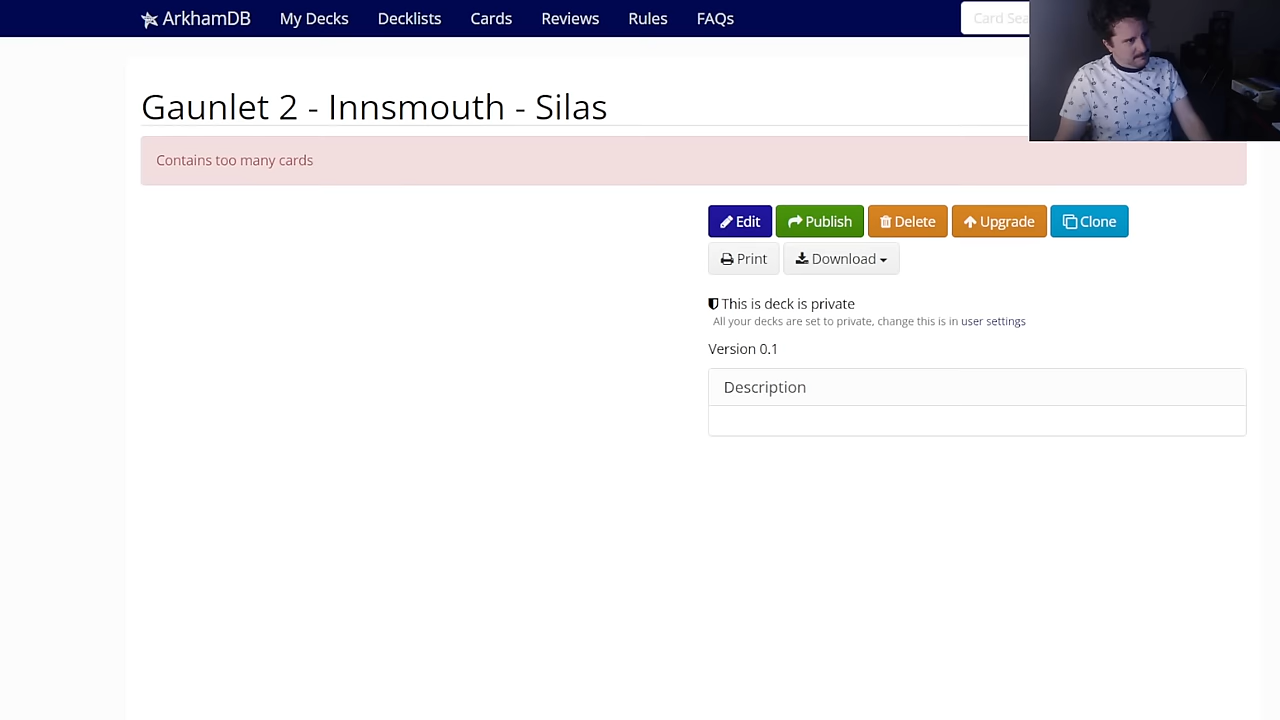 ArkhamDB My Decks Decklists Cards Reviews Rules FAQs Card Sea
Gaunlet 2 - Innsmouth - Silas
Contains too many cards
Edit Publish Delete Upgrade Clone
Print Download
This is deck is private
All your decks are set to private, change this is in user settings
Version 0.1
Description